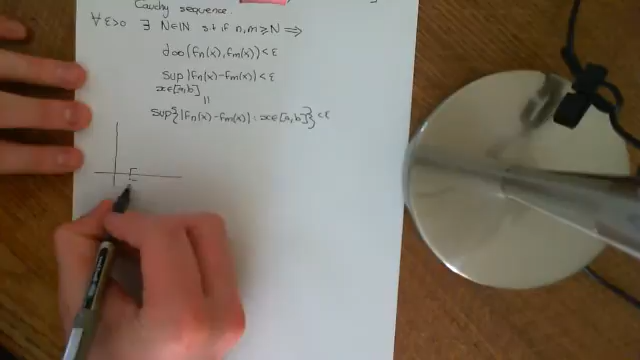 Cauchy sequence.
∀ ε>0 ∃ N∈ℕ s.t if n,m ≥ N ⟹
d∞(fn(x), fm(x)) < ε
sup |fn(x) - fm(x)| < ε
x∈[a,b]
||
sup{|fn(x) - fm(x)| : x∈[a,b]} < ε